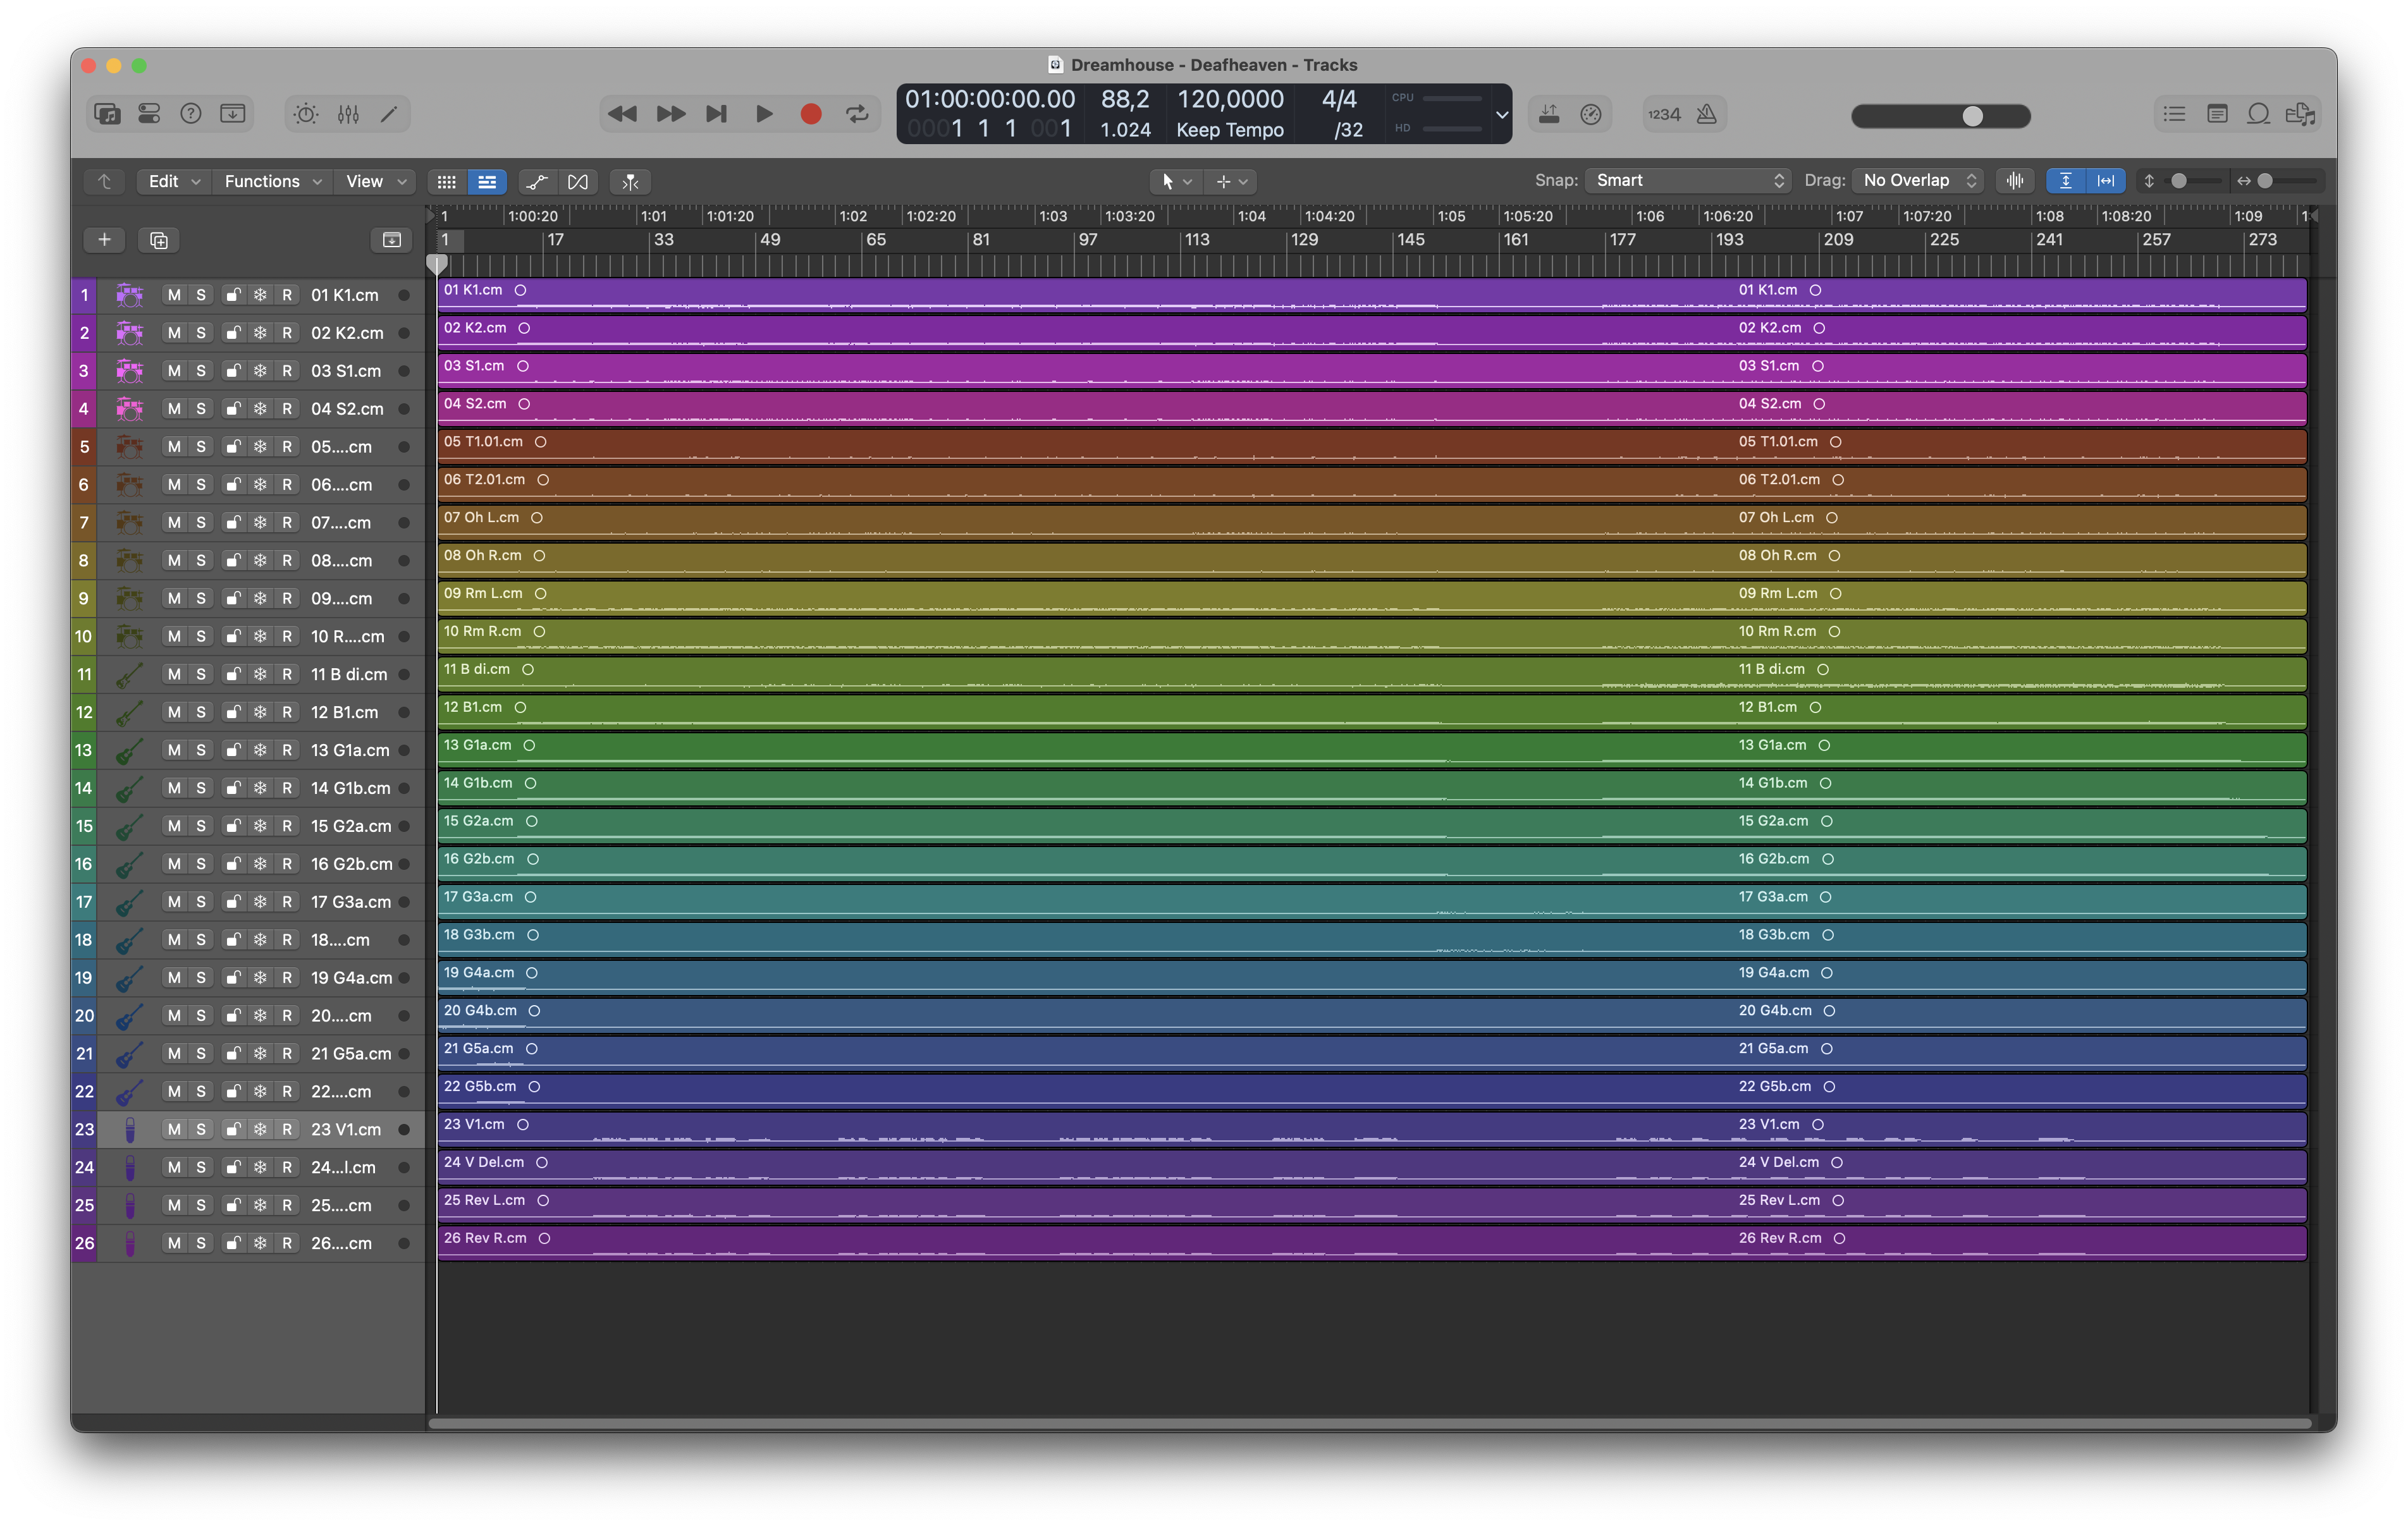 Dreamhouse - Deafheaven - Tracks
01:00:00:00.00 88,2 120,0000 4/4 CPU
0001 1 1 001 1.024 Keep Tempo /32 HD
1234
Edit Functions View Snap: Smart Drag: No Overlap
1 1:00:20 1:01 1:01:20 1:02 1:02:20 1:03 1:03:20 1:04 1:04:20 1:05 1:05:20 1:06 1:06:20 1:07 1:07:20 1:08 1:08:20 1:09 1:
1 17 33 49 65 81 97 113 129 145 161 177 193 209 225 241 257 273
1 M S R 01 K1.cm 01 K1.cm 01 K1.cm
2 M S R 02 K2.cm 02 K2.cm 02 K2.cm
3 M S R 03 S1.cm 03 S1.cm 03 S1.cm
4 M S R 04 S2.cm 04 S2.cm 04 S2.cm
5 M S R 05....cm 05 T1.01.cm 05 T1.01.cm
6 M S R 06....cm 06 T2.01.cm 06 T2.01.cm
7 M S R 07....cm 07 Oh L.cm 07 Oh L.cm
8 M S R 08....cm 08 Oh R.cm 08 Oh R.cm
9 M S R 09....cm 09 Rm L.cm 09 Rm L.cm
10 M S R 10 R....cm 10 Rm R.cm 10 Rm R.cm
11 M S R 11 B di.cm 11 B di.cm 11 B di.cm
12 M S R 12 B1.cm 12 B1.cm 12 B1.cm
13 M S R 13 G1a.cm 13 G1a.cm 13 G1a.cm
14 M S R 14 G1b.cm 14 G1b.cm 14 G1b.cm
15 M S R 15 G2a.cm 15 G2a.cm 15 G2a.cm
16 M S R 16 G2b.cm 16 G2b.cm 16 G2b.cm
17 M S R 17 G3a.cm 17 G3a.cm 17 G3a.cm
18 M S R 18....cm 18 G3b.cm 18 G3b.cm
19 M S R 19 G4a.cm 19 G4a.cm 19 G4a.cm
20 M S R 20....cm 20 G4b.cm 20 G4b.cm
21 M S R 21 G5a.cm 21 G5a.cm 21 G5a.cm
22 M S R 22....cm 22 G5b.cm 22 G5b.cm
23 M S R 23 V1.cm 23 V1.cm 23 V1.cm
24 M S R 24...l.cm 24 V Del.cm 24 V Del.cm
25 M S R 25....cm 25 Rev L.cm 25 Rev L.cm
26 M S R 26....cm 26 Rev R.cm 26 Rev R.cm